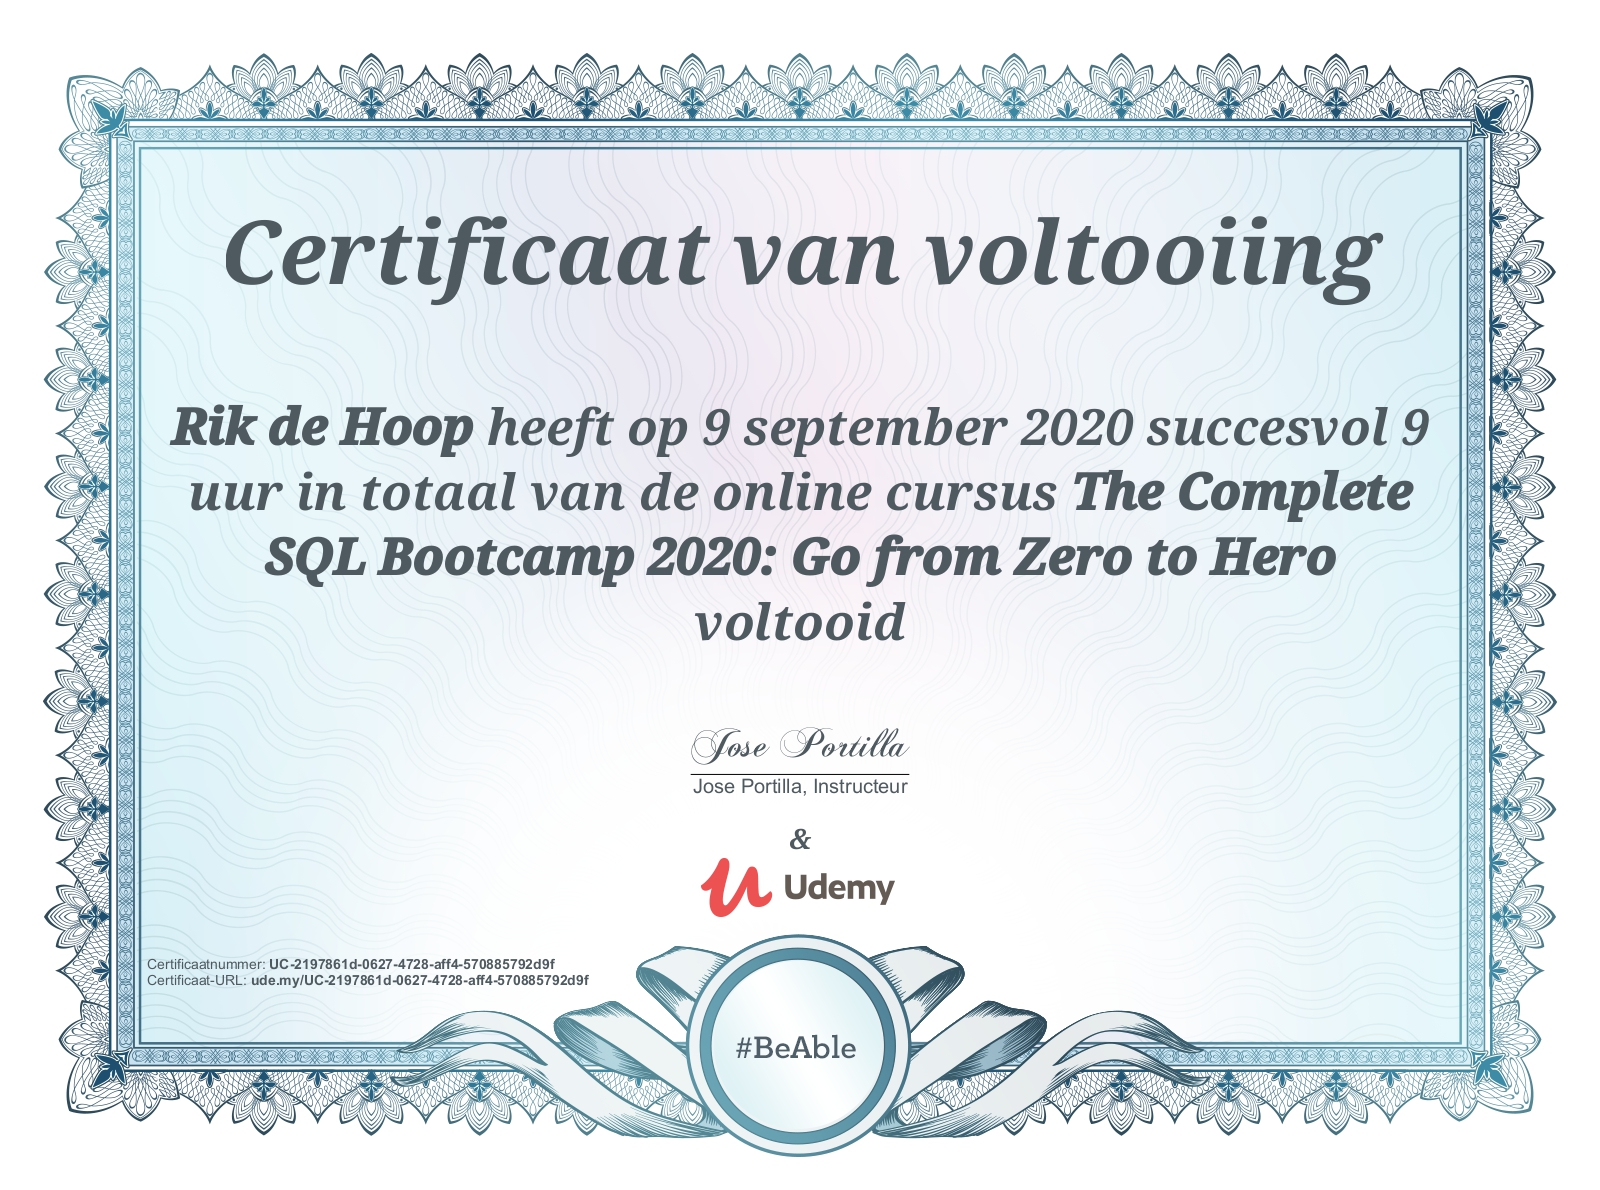 Certificaat van voltooiing
Rik de Hoop heeft op 9 september 2020 succesvol 9
uur in totaal van de online cursus The Complete
SQL Bootcamp 2020: Go from Zero to Hero
voltooid
Jose Portilla
Jose Portilla, Instructeur
&
Udemy
Certificaatnummer: UC-2197861d-0627-4728-aff4-570885792d9f
Certificaat-URL: ude.my/UC-2197861d-0627-4728-aff4-570885792d9f
#BeAble